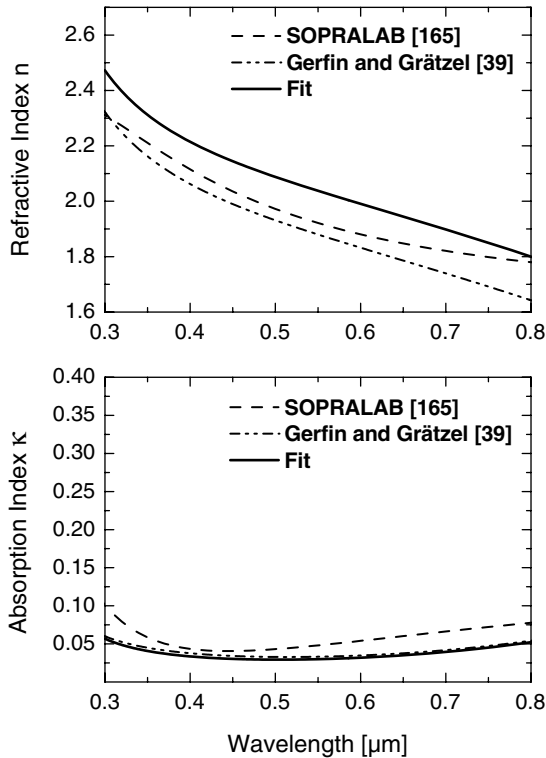 2.6
2.4
2.2
2.0
1.8
1.6
Refractive Index n
SOPRALAB [165]
Gerfin and Grätzel [39]
Fit
0.3 0.4 0.5 0.6 0.7 0.8
0.40
0.35
0.30
0.25
0.20
0.15
0.10
0.05
Absorption Index κ
SOPRALAB [165]
Gerfin and Grätzel [39]
Fit
0.3 0.4 0.5 0.6 0.7 0.8
Wavelength [µm]